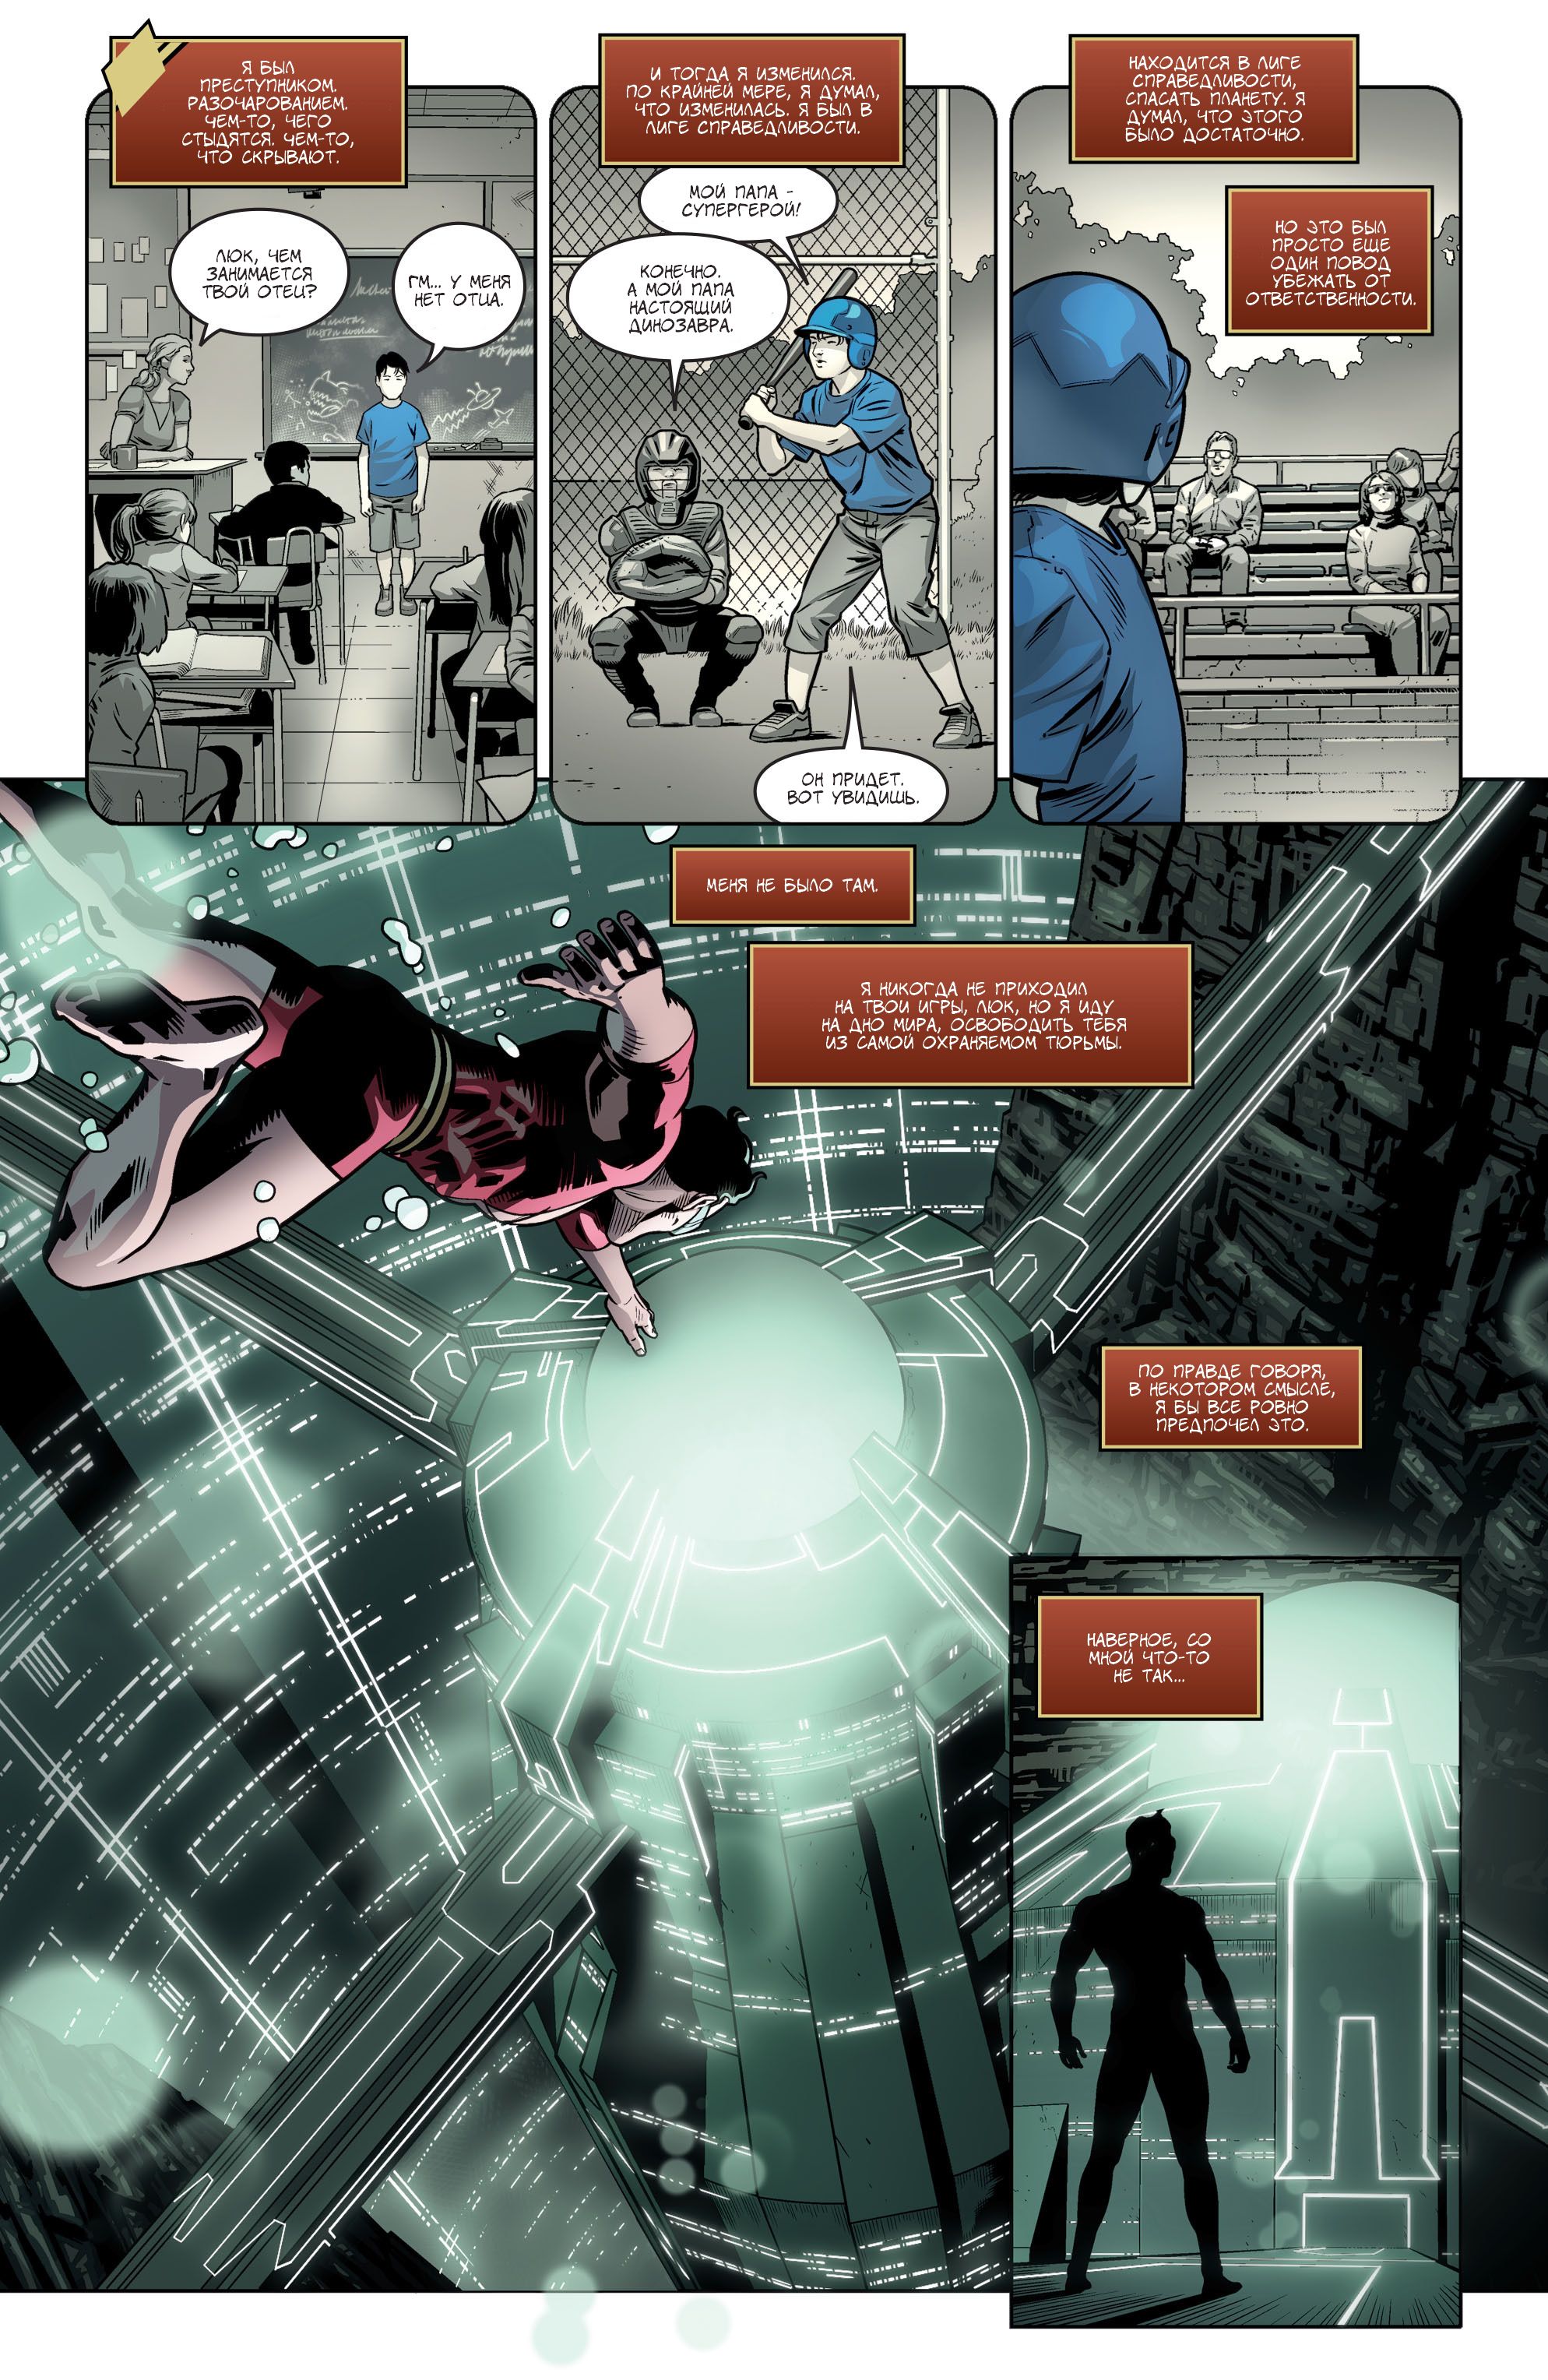 Я БЫЛ
ПРЕСТУПНИКОМ.
РАЗОЧАРОВАНИЕМ.
ЧЕМ-ТО, ЧЕГО
СТЫДЯТСЯ. ЧЕМ-ТО,
ЧТО СКРЫВАЮТ.
ЛЮК, ЧЕМ
ЗАНИМАЕТСЯ
ТВОЙ ОТЕЦ?
ГМ... У МЕНЯ
НЕТ ОТЦА.
И ТОГДА Я ИЗМЕНИЛСЯ.
ПО КРАЙНЕЙ МЕРЕ, Я ДУМАЛ,
ЧТО ИЗМЕНИЛАСЬ. Я БЫЛ В
ЛИГЕ СПРАВЕДЛИВОСТИ.
МОЙ ПАПА -
СУПЕРГЕРОЙ!
КОНЕЧНО.
А МОЙ ПАПА
НАСТОЯЩИЙ
ДИНОЗАВРА.
ОН ПРИДЕТ.
ВОТ УВИДИШЬ.
НАХОДИТСЯ В ЛИГЕ
СПРАВЕДЛИВОСТИ,
СПАСАТЬ ПЛАНЕТУ. Я
ДУМАЛ, ЧТО ЭТОГО
БЫЛО ДОСТАТОЧНО.
НО ЭТО БЫЛ
ПРОСТО ЕЩЕ
ОДИН ПОВОД
УБЕЖАТЬ ОТ
ОТВЕТСТВЕННОСТИ.
МЕНЯ НЕ БЫЛО ТАМ.
Я НИКОГДА НЕ ПРИХОДИЛ
НА ТВОИ ИГРЫ, ЛЮК, НО Я ИДУ
НА ДНО МИРА, ОСВОБОДИТЬ ТЕБЯ
ИЗ САМОЙ ОХРАНЯЕМОМ ТЮРЬМЫ.
ПО ПРАВДЕ ГОВОРЯ,
В НЕКОТОРОМ СМЫСЛЕ,
Я БЫ ВСЕ РОВНО
ПРЕДПОЧЕЛ ЭТО.
НАВЕРНОЕ, СО
МНОЙ ЧТО-ТО
НЕ ТАК...